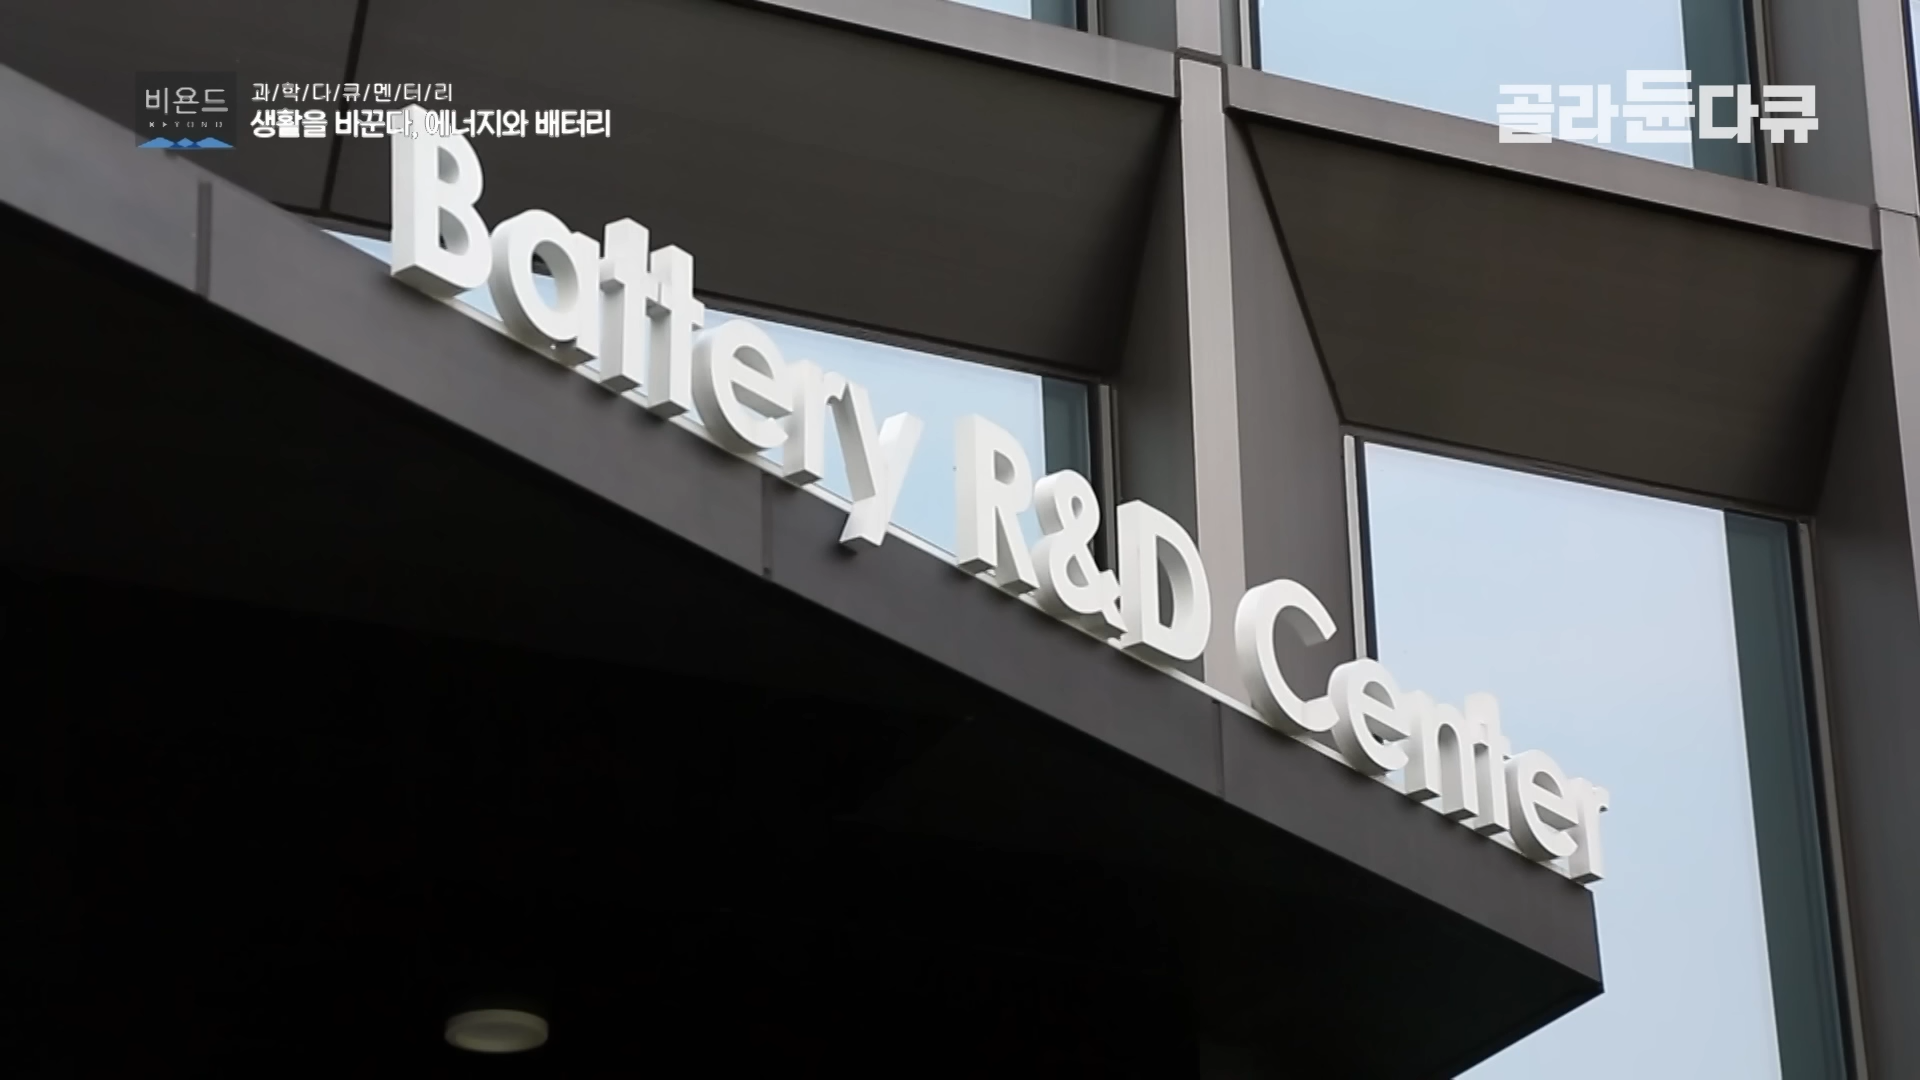 비욘드
BEYOND
과/학/다/큐/멘/터/리
생활을 바꾼다, 에너지와 배터리
골라듄다큐
Battery R&D Center